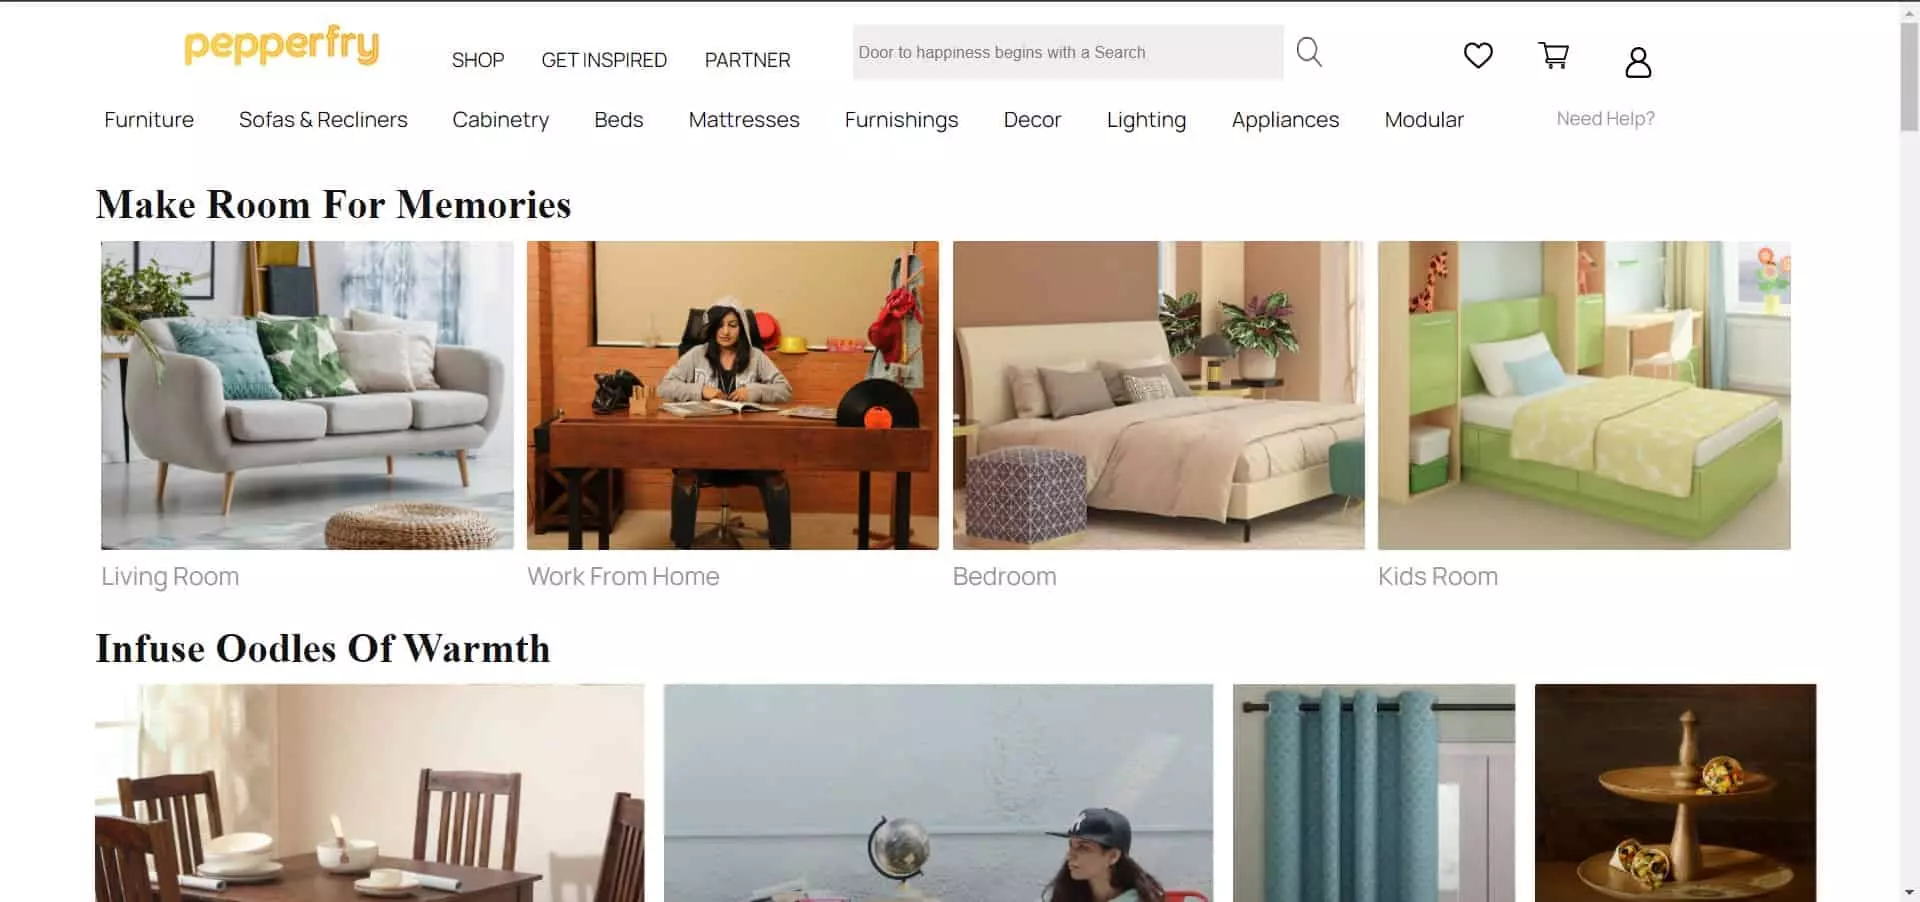 pepperfry
SHOP GET INSPIRED PARTNER
Door to happiness begins with a Search
Furniture Sofas & Recliners Cabinetry Beds Mattresses Furnishings Decor Lighting Appliances Modular Need Help?
Make Room For Memories
Living Room Work From Home Bedroom Kids Room
Infuse Oodles Of Warmth